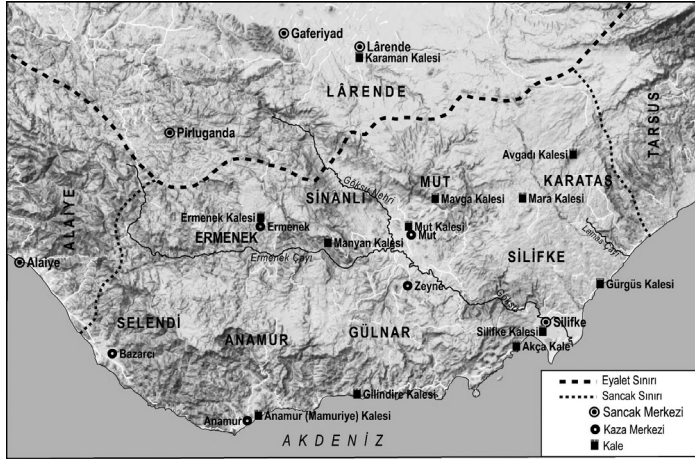 Gaferiyad
Lârende
Karaman Kalesi
LÂRENDE
Pirluganda
TARSUS
Avgadı Kalesi
MUT
KARATAŞ
Göksu Nehri
SİNANLI
Mavga Kalesi
Mara Kalesi
ALAİYE
Ermenek Kalesi
Ermenek
ERMENEK
Mut Kalesi
Mut
Manyan Kalesi
Lamas Çayı
Ermenek Çayı
SİLİFKE
Alaiye
Zeyne
Gürgüs Kalesi
Göksu
SELENDİ
ANAMUR
GÜLNAR
Silifke
Silifke Kalesi
Akça Kale
Bazarcı
Gilindire Kalesi
Anamur
Anamur (Mamuriye) Kalesi
AKDENİZ
Eyalet Sınırı
Sancak Sınırı
Sancak Merkezi
Kaza Merkezi
Kale